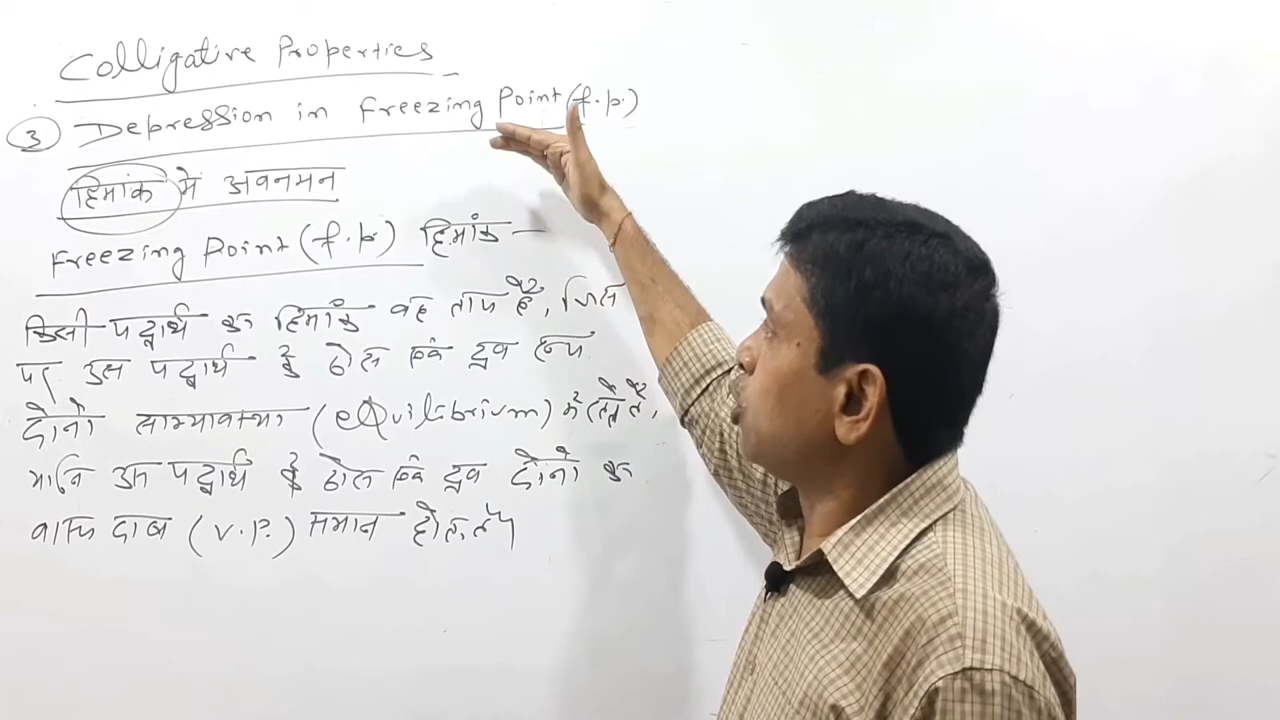 Colligative Properties
3 Depression in freezing Point (f.p.)
हिमांक में अवनमन
Freezing Point (f.p.) हिमांक —
किसी पदार्थ का हिमांक वह ताप है, जिस
पर उस पदार्थ के ठोस एवं द्रव रूप
दोनों साम्यावस्था (eQuilibrium) में होते हैं,
यानि उस पदार्थ के ठोस एवं द्रव दोनों का
वाष्प दाब (V.P.) समान होता है।